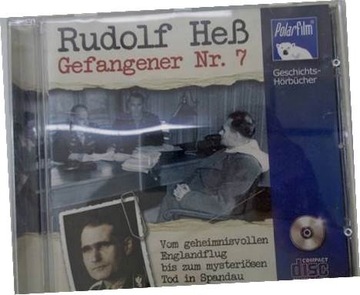 Rudolf Heß
Gefangener Nr. 7
Polarfilm
Geschichts-
Hörbücher
Vom geheimnisvollen
Englandflug
bis zum mysteriösen
Tod in Spandau
COMPACT
disc